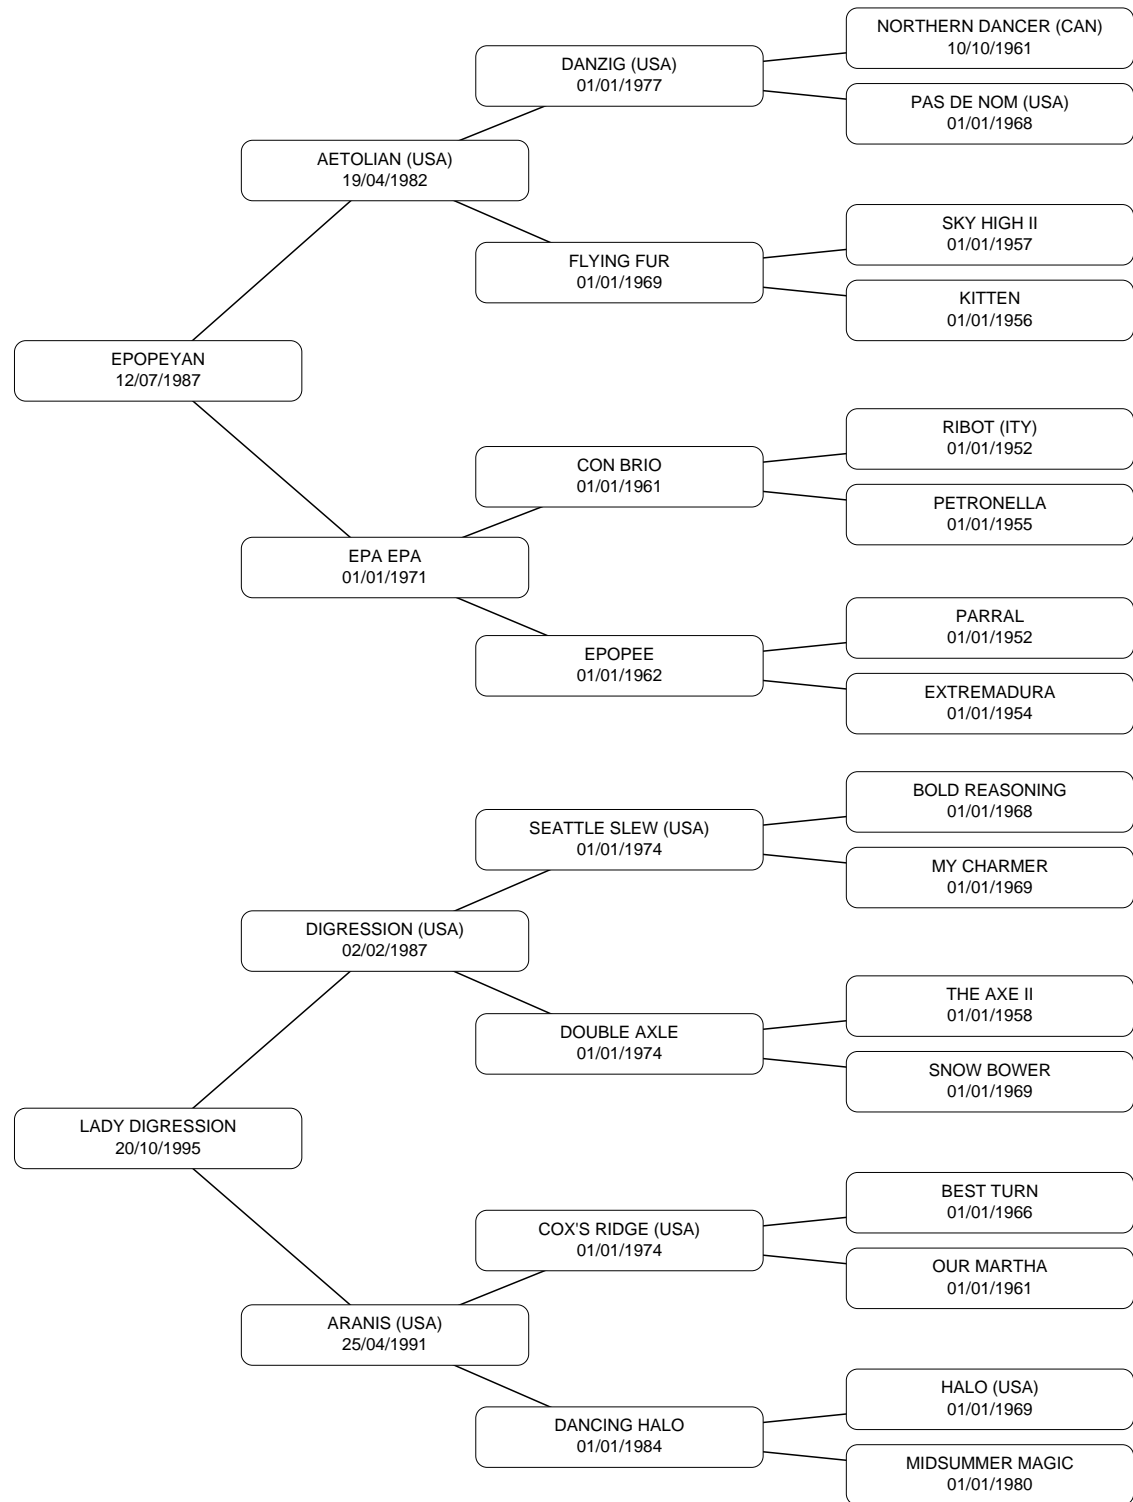 NORTHERN DANCER (CAN)
10/10/1961
DANZIG (USA)
01/01/1977
PAS DE NOM (USA)
01/01/1968
AETOLIAN (USA)
19/04/1982
SKY HIGH II
01/01/1957
FLYING FUR
01/01/1969
KITTEN
01/01/1956
EPOPEYAN
12/07/1987
RIBOT (ITY)
01/01/1952
CON BRIO
01/01/1961
PETRONELLA
01/01/1955
EPA EPA
01/01/1971
PARRAL
01/01/1952
EPOPEE
01/01/1962
EXTREMADURA
01/01/1954
BOLD REASONING
01/01/1968
SEATTLE SLEW (USA)
01/01/1974
MY CHARMER
01/01/1969
DIGRESSION (USA)
02/02/1987
THE AXE II
01/01/1958
DOUBLE AXLE
01/01/1974
SNOW BOWER
01/01/1969
LADY DIGRESSION
20/10/1995
BEST TURN
01/01/1966
COX'S RIDGE (USA)
01/01/1974
OUR MARTHA
01/01/1961
ARANIS (USA)
25/04/1991
HALO (USA)
01/01/1969
DANCING HALO
01/01/1984
MIDSUMMER MAGIC
01/01/1980